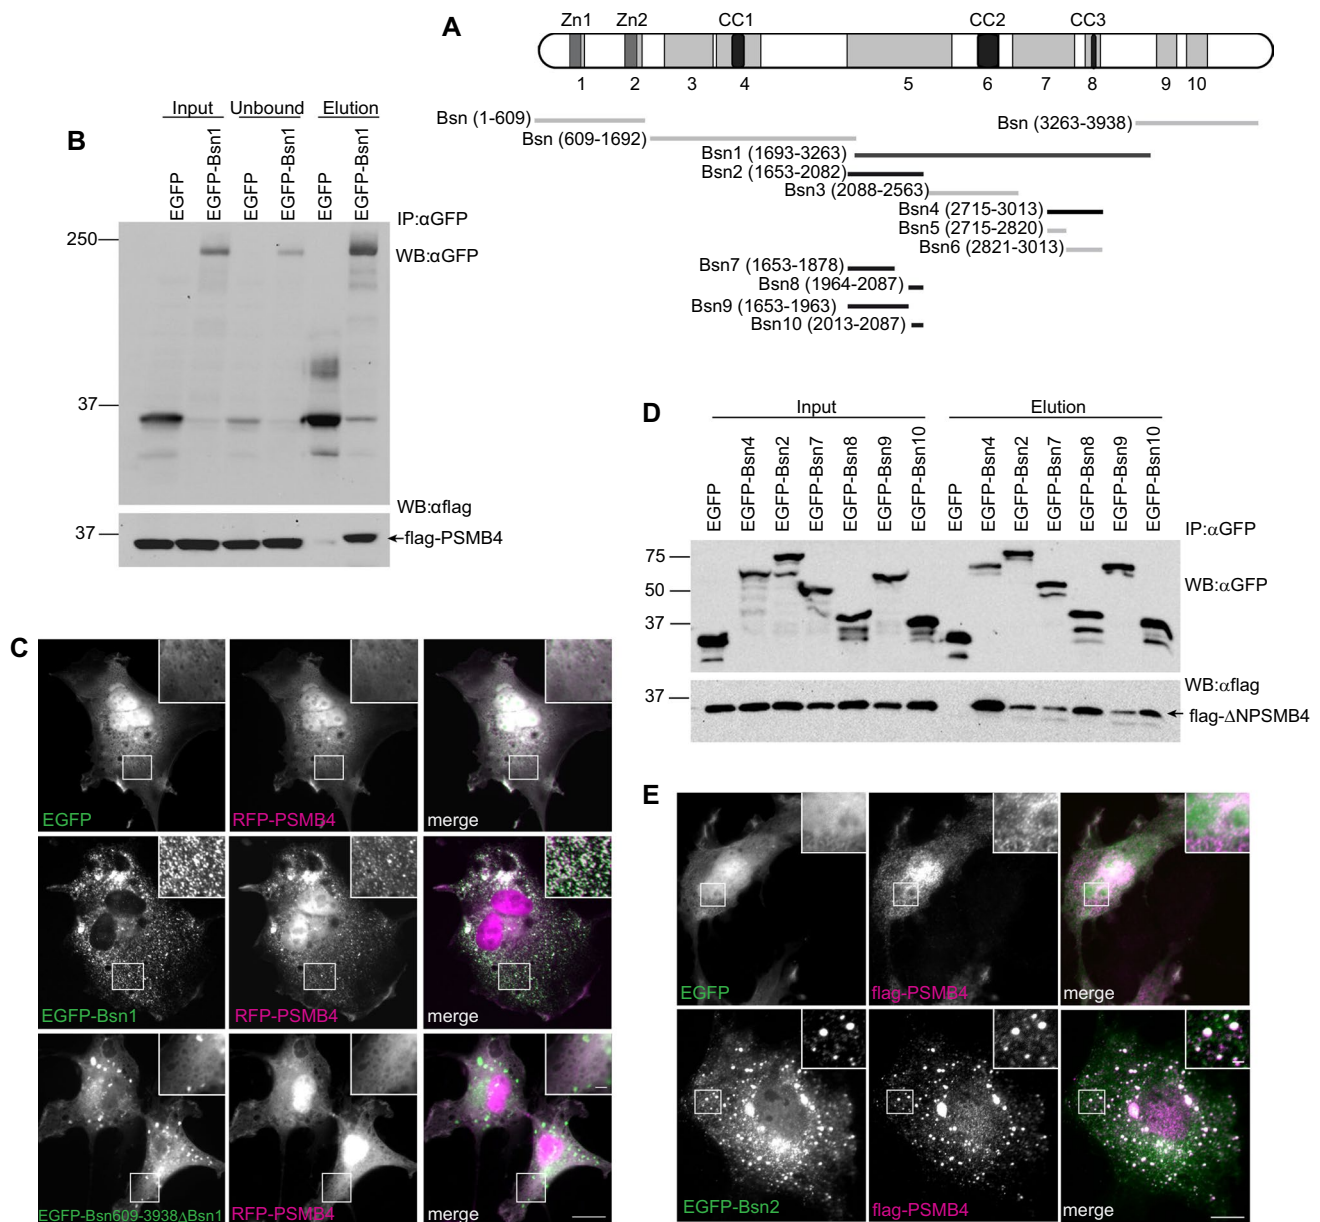 A
Zn1 Zn2 CC1 CC2 CC3
1 2 3 4 5 6 7 8 9 10
Bsn (1-609)
Bsn (3263-3938)
Bsn (609-1692)
Bsn1 (1693-3263)
Bsn2 (1653-2082)
Bsn3 (2088-2563)
Bsn4 (2715-3013)
Bsn5 (2715-2820)
Bsn6 (2821-3013)
Bsn7 (1653-1878)
Bsn8 (1964-2087)
Bsn9 (1653-1963)
Bsn10 (2013-2087)
B
Input Unbound Elution
EGFP EGFP-Bsn1 EGFP EGFP-Bsn1 EGFP EGFP-Bsn1
IP:αGFP
250
WB:αGFP
37
WB:αflag
37
flag-PSMB4
C
EGFP RFP-PSMB4 merge
EGFP-Bsn1 RFP-PSMB4 merge
EGFP-Bsn609-3938ΔBsn1 RFP-PSMB4 merge
D
Input Elution
EGFP EGFP-Bsn4 EGFP-Bsn2 EGFP-Bsn7 EGFP-Bsn8 EGFP-Bsn9 EGFP-Bsn10 EGFP EGFP-Bsn4 EGFP-Bsn2 EGFP-Bsn7 EGFP-Bsn8 EGFP-Bsn9 EGFP-Bsn10
IP:αGFP
75
WB:αGFP
50
37
WB:αflag
37
flag-ΔNPSMB4
E
EGFP flag-PSMB4 merge
EGFP-Bsn2 flag-PSMB4 merge